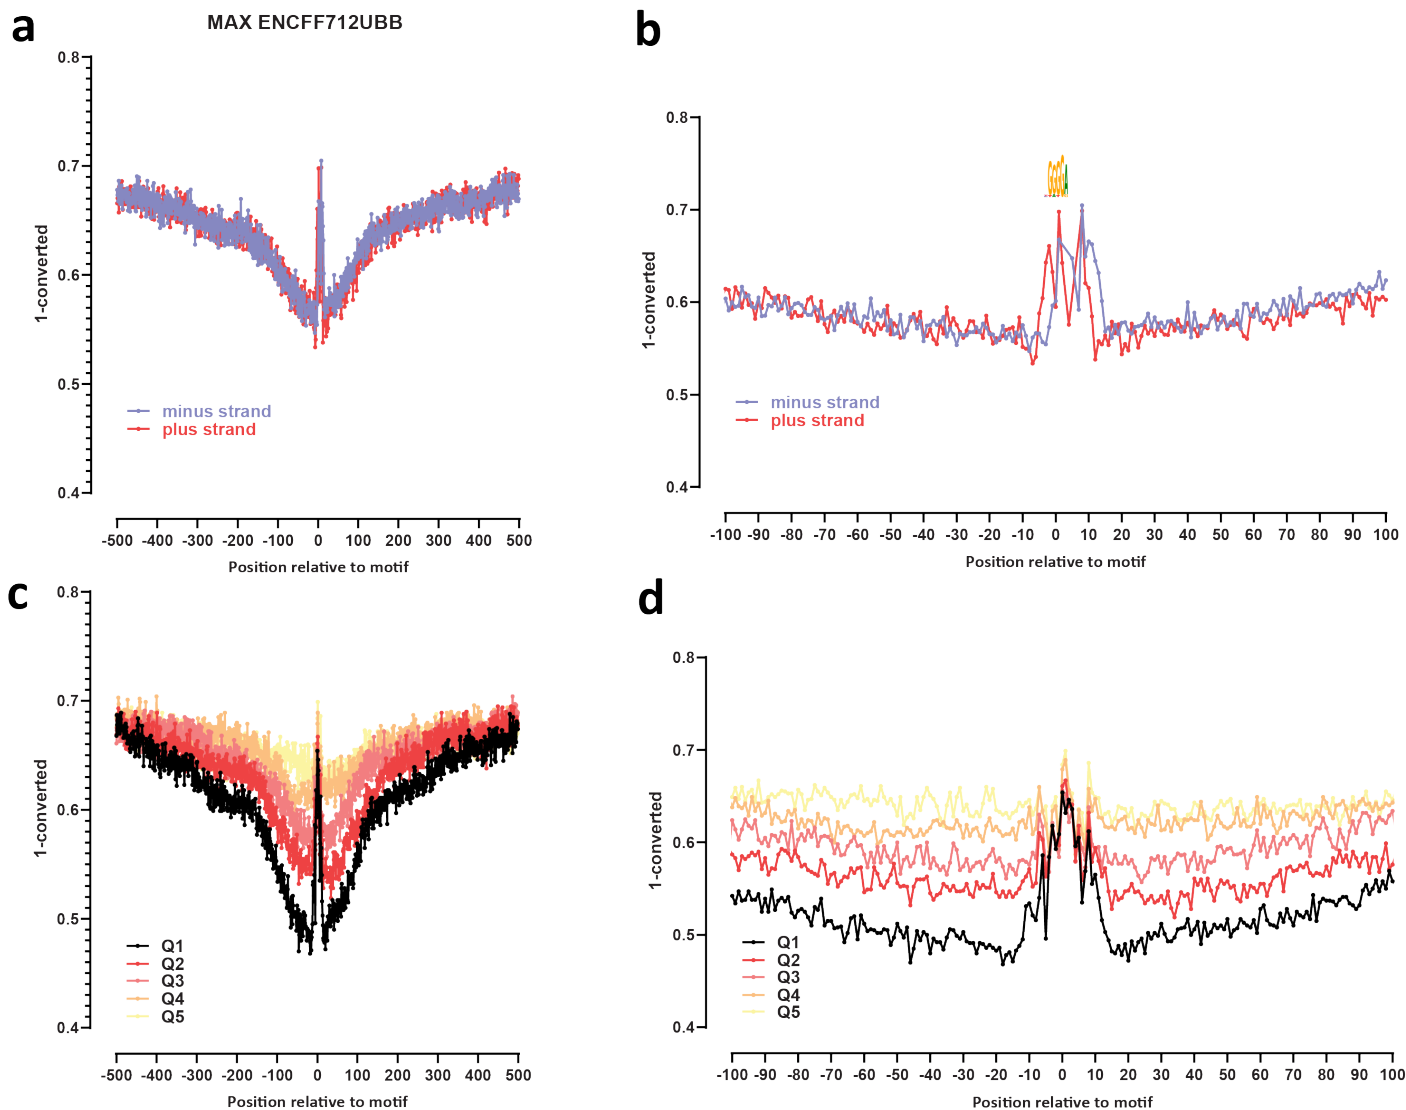 a
MAX ENCFF712UBB
0.8
0.7
0.6
0.5
0.4
1-converted
minus strand
plus strand
-500 -400 -300 -200 -100 0 100 200 300 400 500
Position relative to motif
b
0.8
0.7
0.6
0.5
0.4
1-converted
minus strand
plus strand
-100 -90 -80 -70 -60 -50 -40 -30 -20 -10 0 10 20 30 40 50 60 70 80 90 100
Position relative to motif
c
0.8
0.7
0.6
0.5
0.4
1-converted
Q1
Q2
Q3
Q4
Q5
-500 -400 -300 -200 -100 0 100 200 300 400 500
Position relative to motif
d
0.8
0.7
0.6
0.5
0.4
1-converted
Q1
Q2
Q3
Q4
Q5
-100 -90 -80 -70 -60 -50 -40 -30 -20 -10 0 10 20 30 40 50 60 70 80 90 100
Position relative to motif